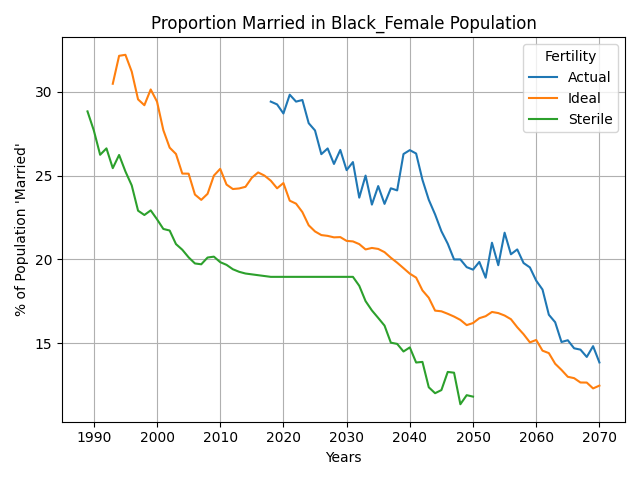 Proportion Married in Black_Female Population
% of Population 'Married'
30
25
20
15
Fertility
Actual
Ideal
Sterile
1990 2000 2010 2020 2030 2040 2050 2060 2070
Years